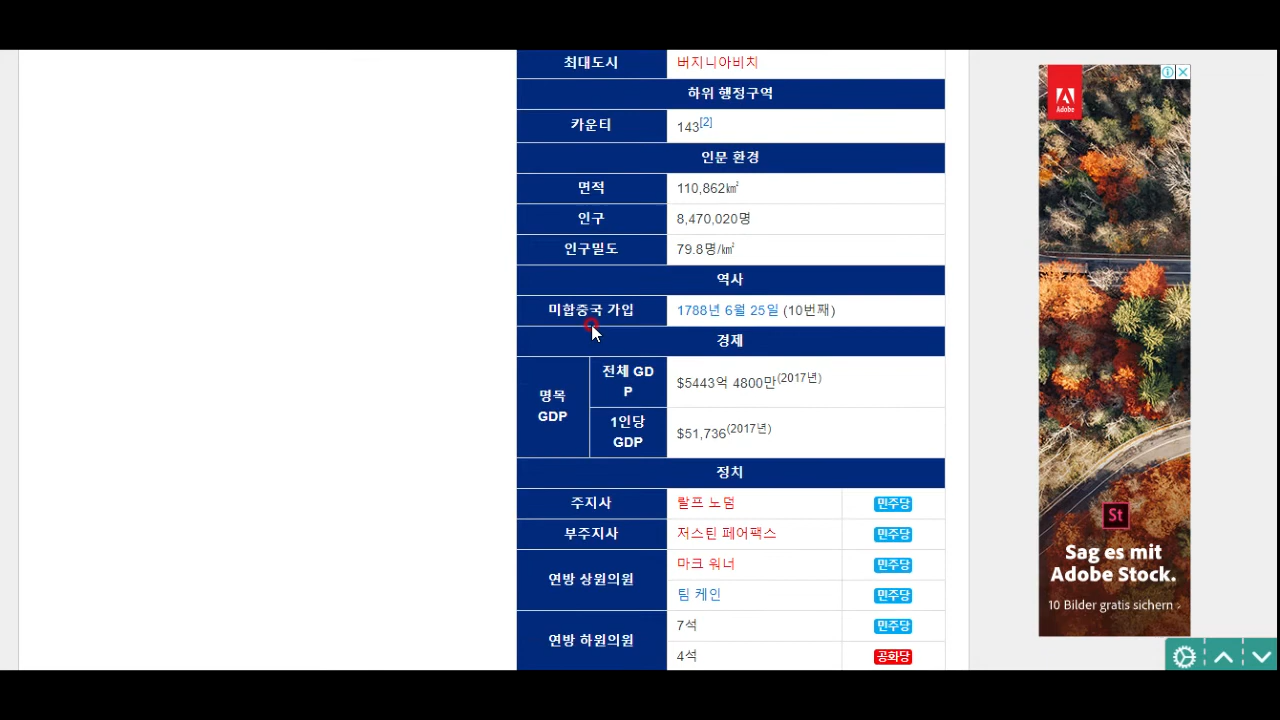 최대도시 버지니아비치
하위 행정구역
카운티 143[2]
인문 환경
면적 110,862㎢
인구 8,470,020명
인구밀도 79.8명/㎢
역사
미합중국 가입 1788년 6월 25일 (10번째)
경제
명목 GDP
전체 GD
P
$5443억 4800만(2017년)
1인당
GDP
$51,736(2017년)
정치
주지사 랄프 노덤 민주당
부주지사 저스틴 페어팩스 민주당
연방 상원의원
마크 워너 민주당
팀 케인 민주당
연방 하원의원
7석 민주당
4석 공화당
Adobe
St
Sag es mit
Adobe Stock.
10 Bilder gratis sichern